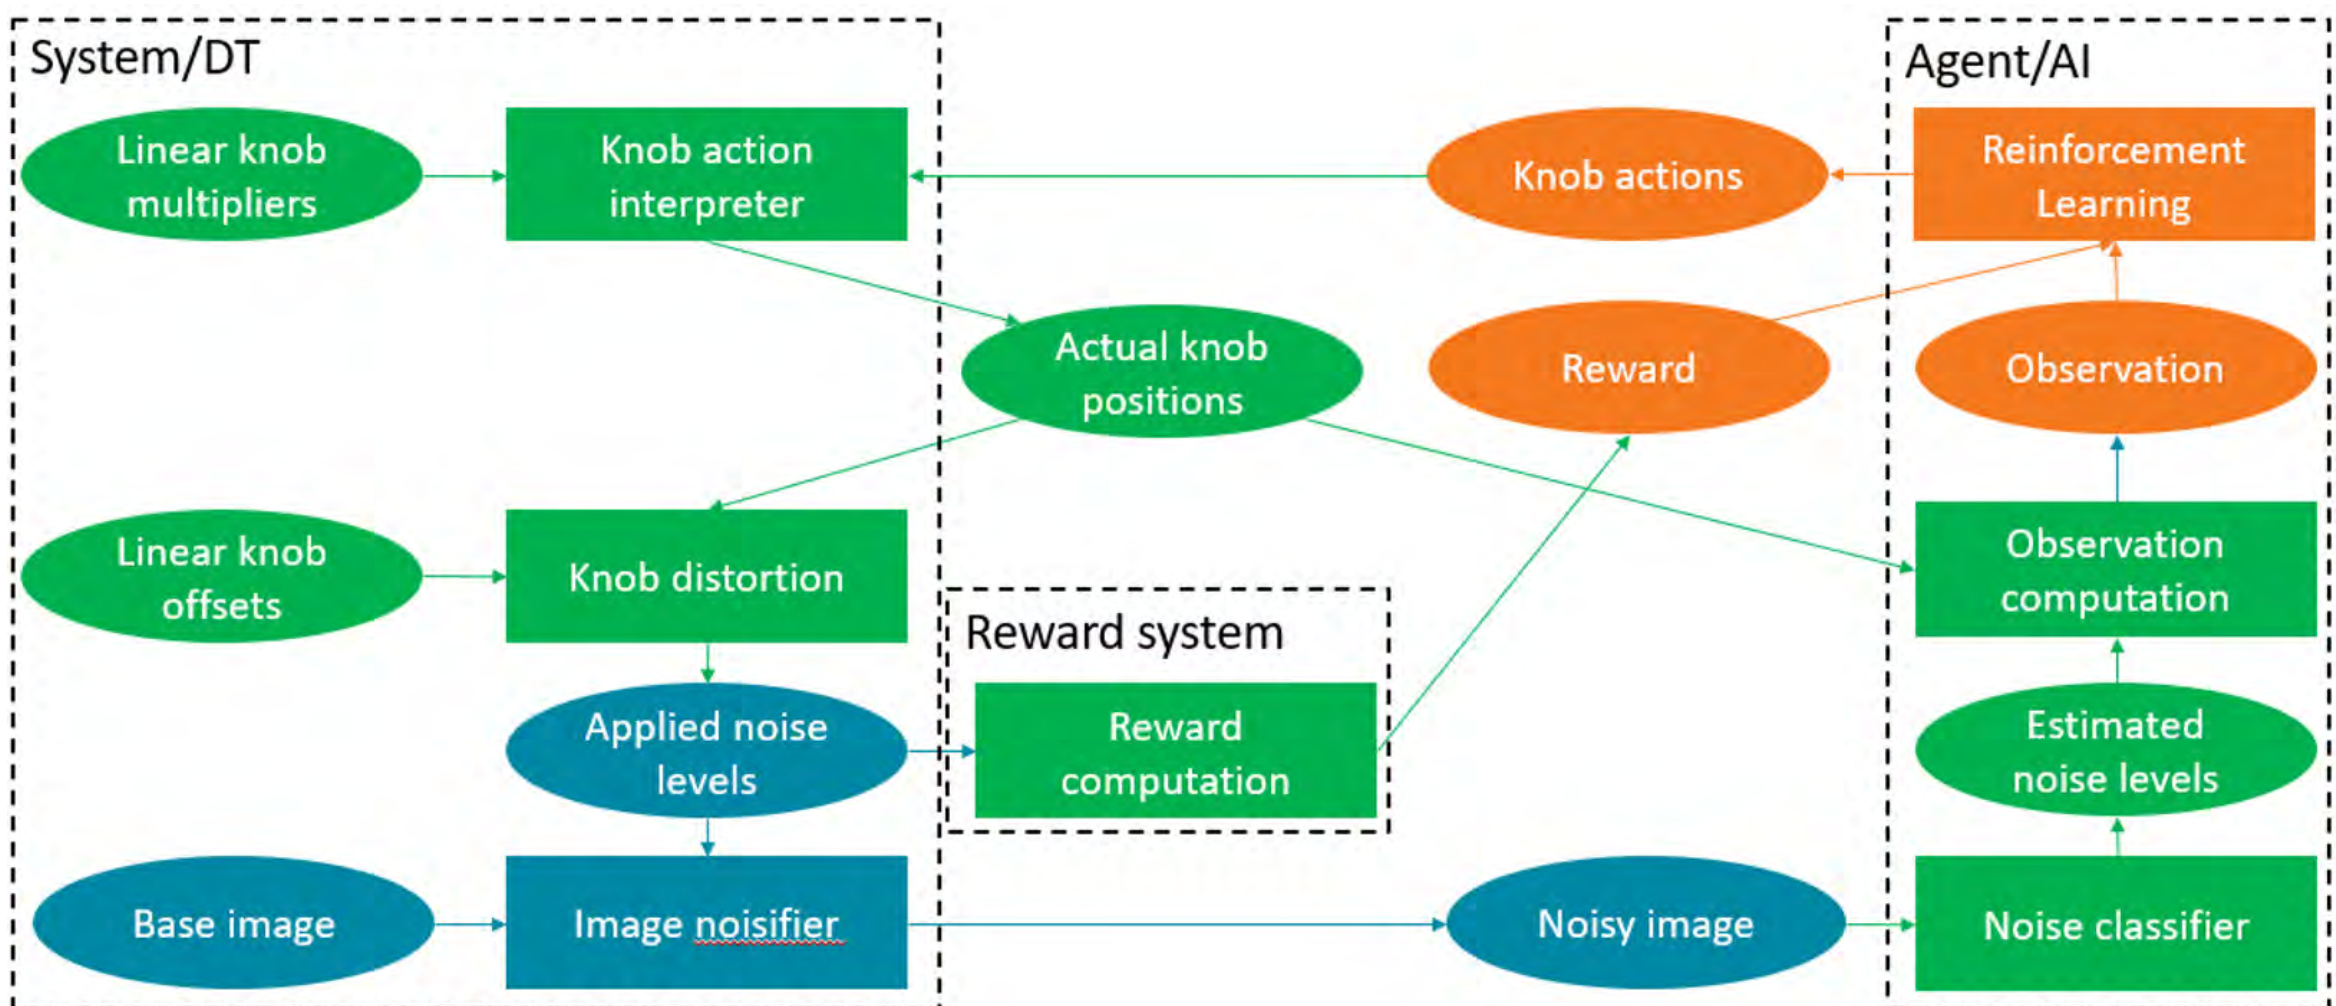 System/DT
Agent/AI
Linear knob
multipliers
Knob action
interpreter
Knob actions
Reinforcement
Learning
Actual knob
positions
Reward
Observation
Linear knob
offsets
Knob distortion
Observation
computation
Reward system
Applied noise
levels
Reward
computation
Estimated
noise levels
Base image
Image noisifier
Noisy image
Noise classifier